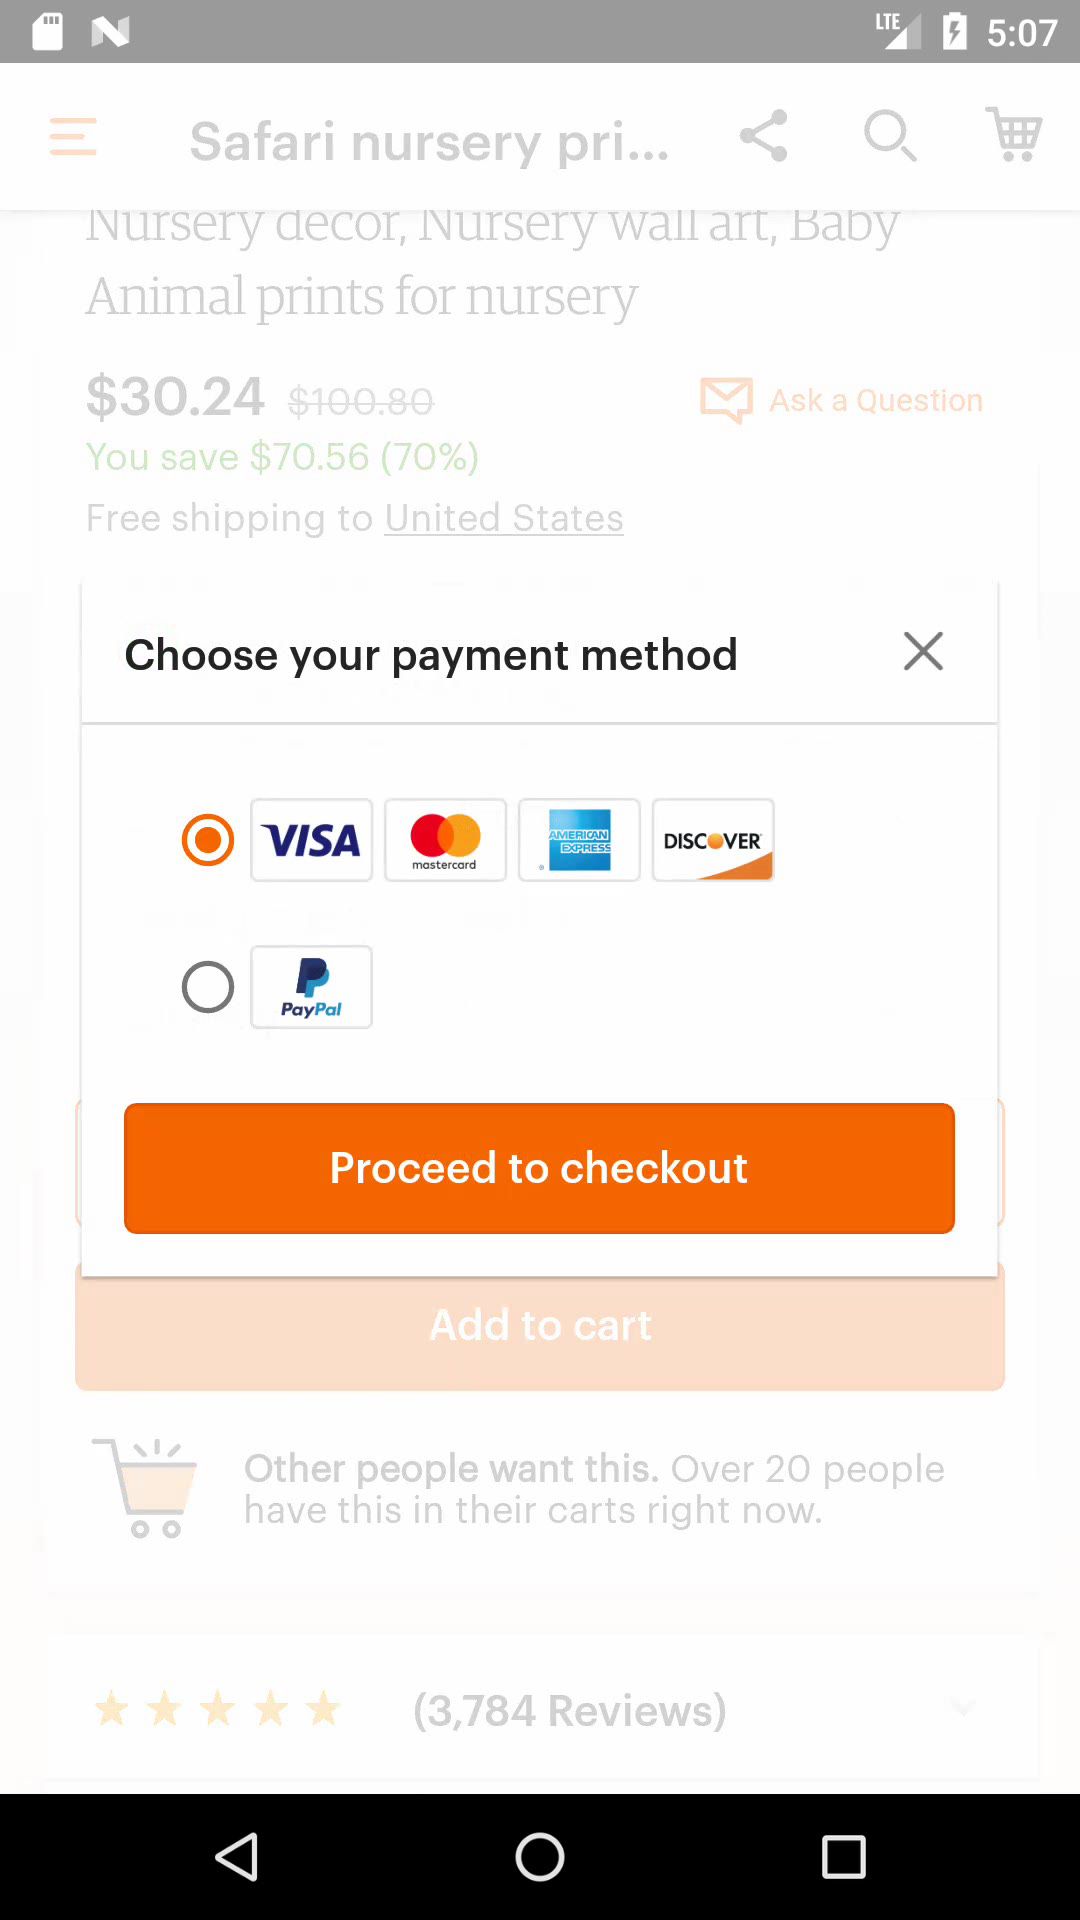 LTE 5:07
Safari nursery pri...
Nursery decor, Nursery wall art, Baby
Animal prints for nursery
$30.24 $100.80 Ask a Question
You save $70.56 (70%)
Free shipping to United States
Choose your payment method
VISA mastercard AMERICAN EXPRESS DISCOVER
PayPal
Proceed to checkout
Add to cart
Other people want this. Over 20 people
have this in their carts right now.
(3,784 Reviews)